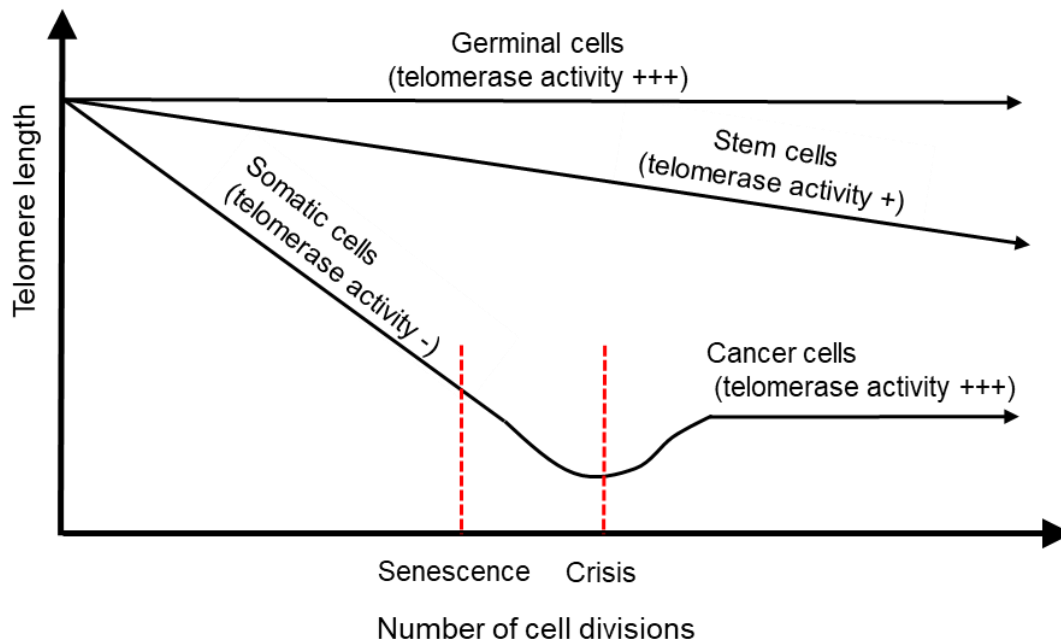 Germinal cells
(telomerase activity +++)
Stem cells
(telomerase activity +)
Somatic cells
(telomerase activity -)
Telomere length
Cancer cells
(telomerase activity +++)
Senescence
Crisis
Number of cell divisions